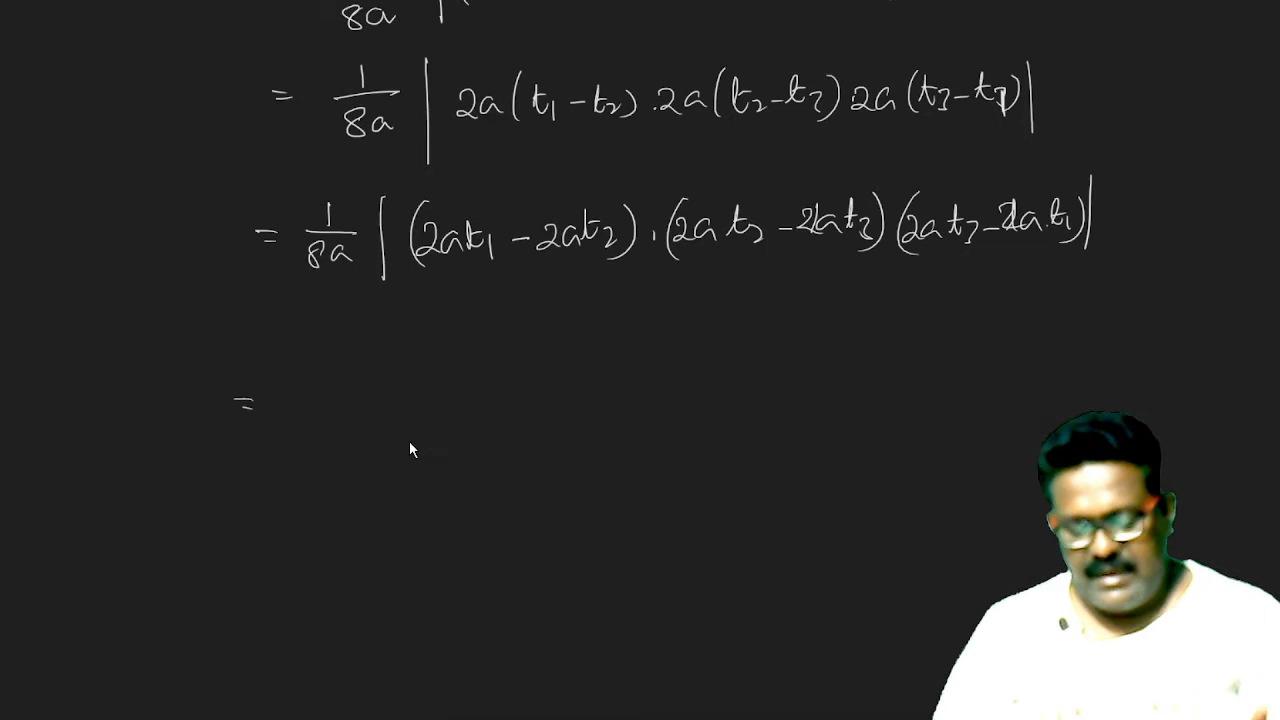 8a |
= 1/8a | 2a(t₁ - t₂) . 2a(t₂ - t₃) 2a(t₃ - t₁) |
= 1/8a | (2at₁ - 2at₂) . (2at₂ - 2at₃) (2at₃ - 2at₁) |
=